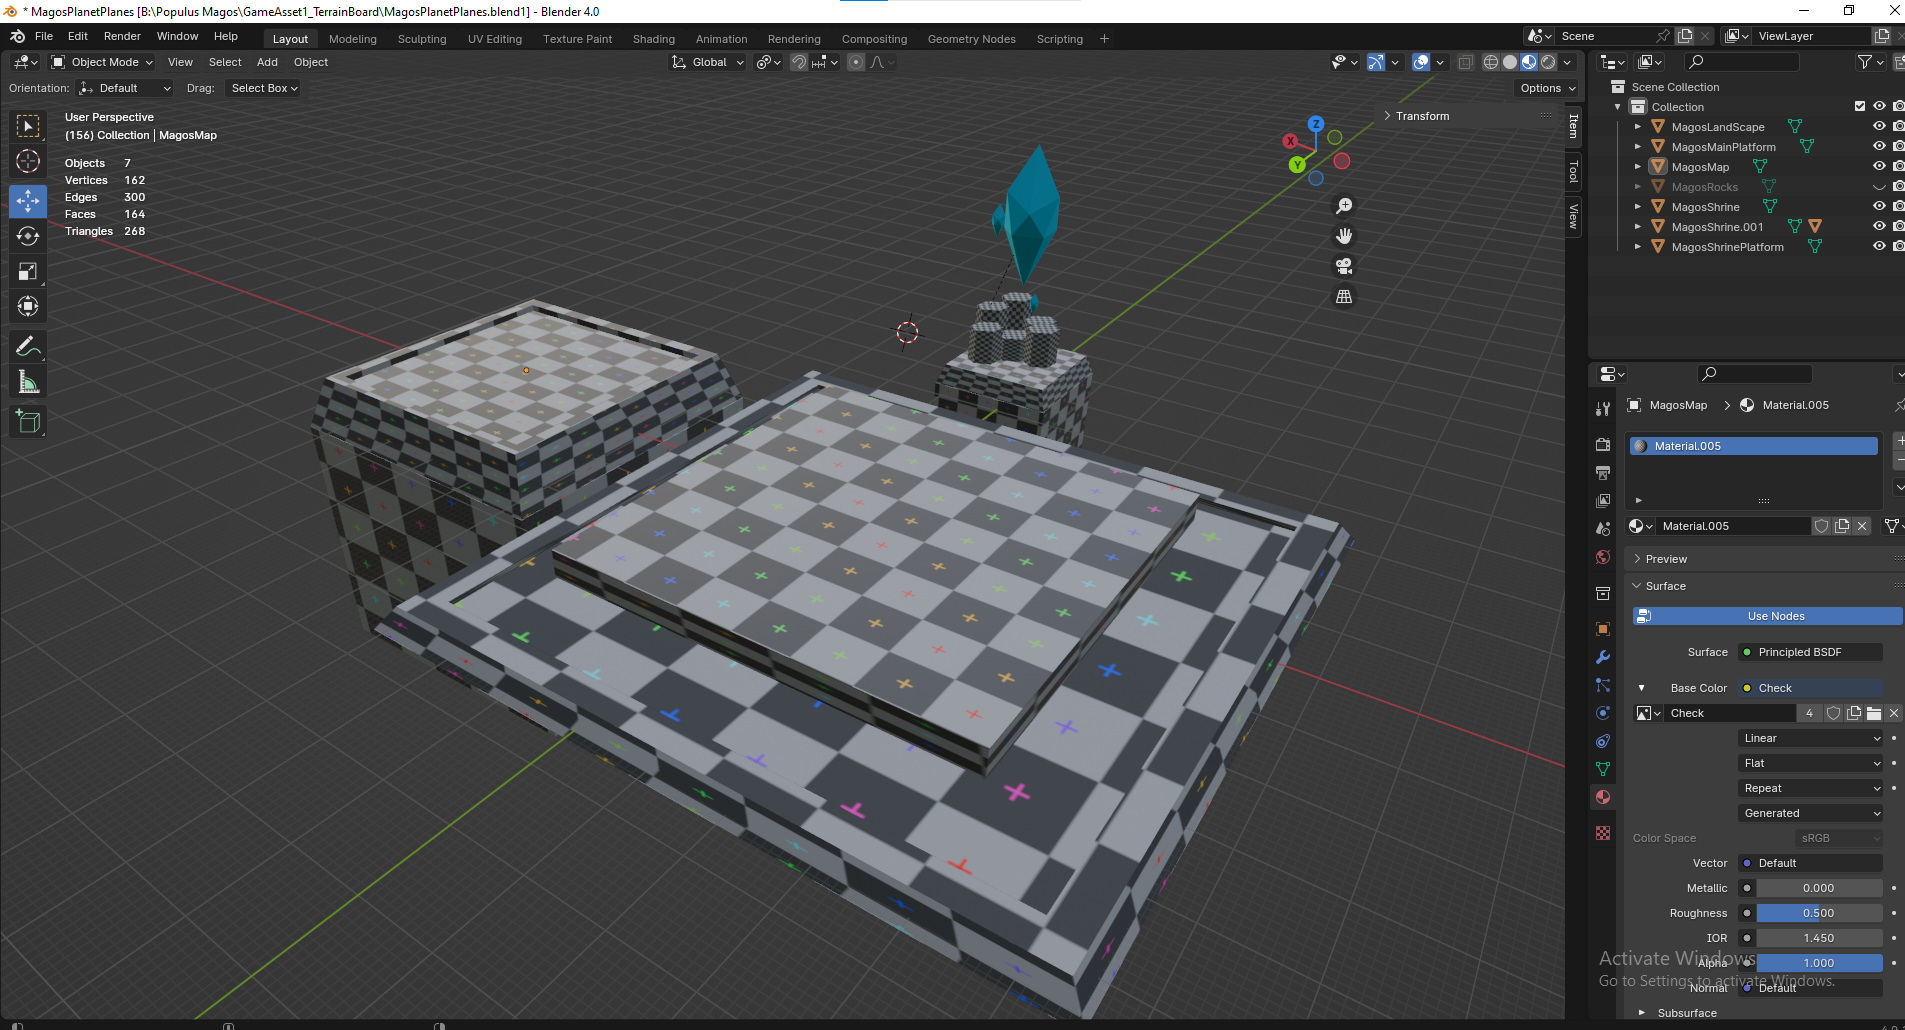 * MagosPlanetPlanes [B:\Populus Magos\GameAsset1_TerrainBoard\MagosPlanetPlanes.blend1] - Blender 4.0
File Edit Render Window Help Layout Modeling Sculpting UV Editing Texture Paint Shading Animation Rendering Compositing Geometry Nodes Scripting + Scene ViewLayer
Object Mode View Select Add Object Global
Orientation: Default Drag: Select Box Options
User Perspective
(156) Collection | MagosMap
Objects 7
Vertices 162
Edges 300
Faces 164
Triangles 268
Transform
Item
Tool
View
Z
X
Y
Scene Collection
Collection
MagosLandScape
MagosMainPlatform
MagosMap
MagosRocks
MagosShrine
MagosShrine.001
MagosShrinePlatform
MagosMap > Material.005
Material.005
Material.005
Preview
Surface
Use Nodes
Surface Principled BSDF
Base Color Check
Check 4
Linear
Flat
Repeat
Generated
Color Space sRGB
Vector Default
Metallic 0.000
Roughness 0.500
IOR 1.450
Alpha 1.000
Normal Default
Subsurface
Activate Windows
Go to Settings to activate Windows.